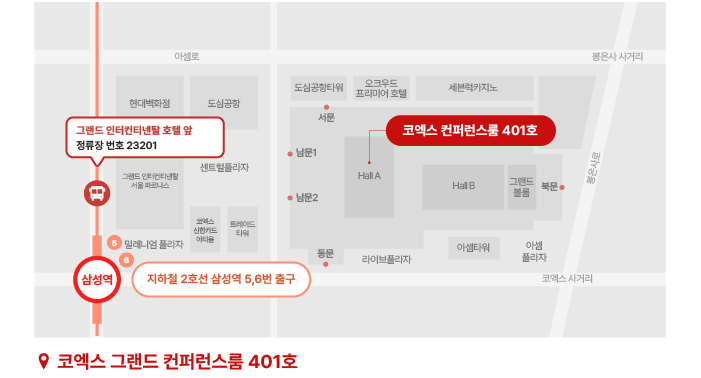 아셈로
봉은사 사거리
현대백화점
도심공항
도심공항타워
오크우드
프리미어 호텔
세븐럭카지노
서문
그랜드 인터컨티넨탈 호텔 앞
정류장 번호 23201
코엑스 컨퍼런스룸 401호
남문1
센트럴플라자
그랜드 인터컨티넨탈
서울 파르나스
Hall A
Hall B
그랜드
볼룸
북문
봉은사로
남문2
코엑스
신한카드
아티움
트레이드
타워
5
밀레니엄 플라자
6
동문
라이브플라자
아셈타워
아셈
플라자
삼성역
지하철 2호선 삼성역 5,6번 출구
코엑스 사거리
코엑스 그랜드 컨퍼런스룸 401호